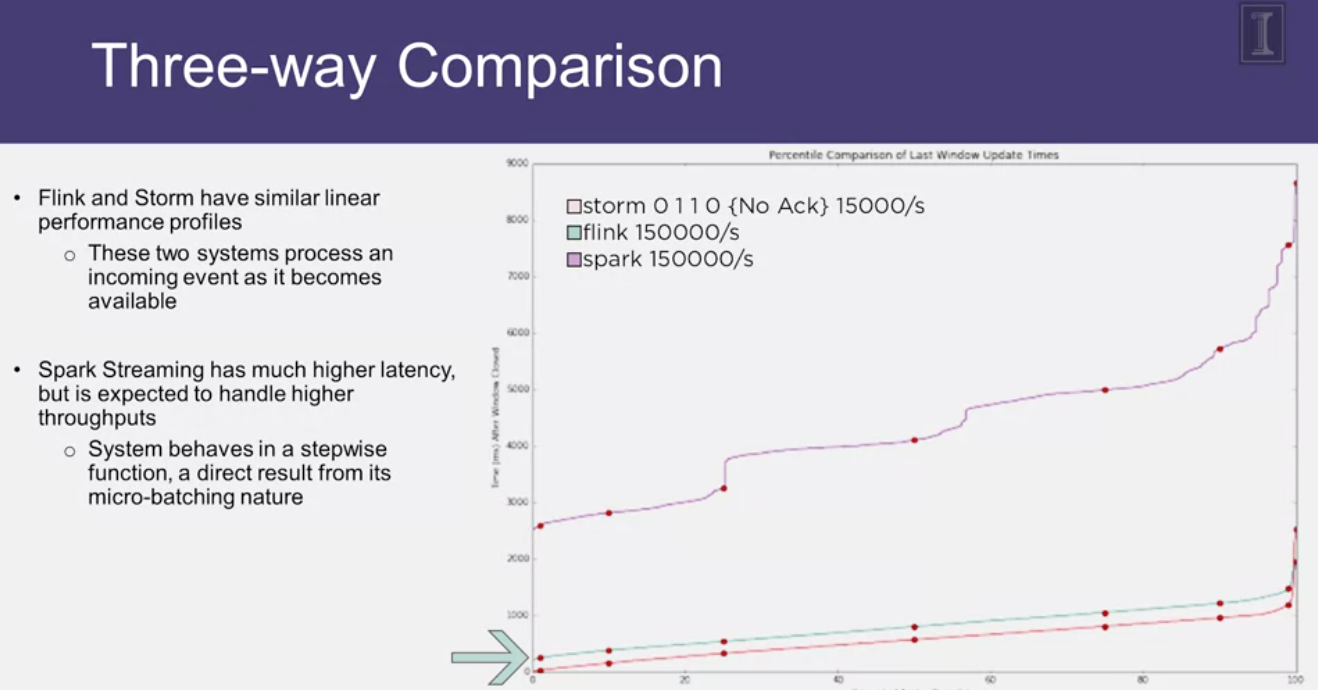 Three-way Comparison
• Flink and Storm have similar linear
performance profiles
o These two systems process an
incoming event as it becomes
available
• Spark Streaming has much higher latency,
but is expected to handle higher
throughputs
o System behaves in a stepwise
function, a direct result from its
micro-batching nature
Percentile Comparison of Last Window Update Times
storm 0 1 1 0 {No Ack} 15000/s
flink 150000/s
spark 150000/s
Time (ms) After Window Closed
9000
8000
7000
6000
5000
4000
3000
2000
1000
0
0 20 40 60 80 100